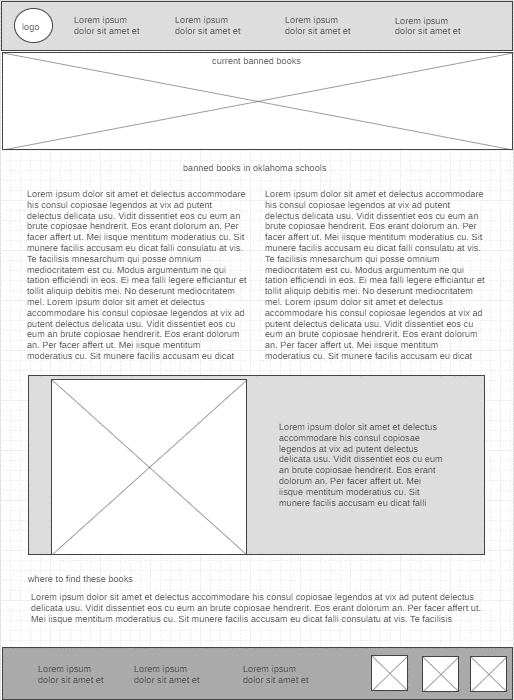 logo
Lorem ipsum
dolor sit amet et
Lorem ipsum
dolor sit amet et
Lorem ipsum
dolor sit amet et
Lorem ipsum
dolor sit amet et
current banned books
banned books in oklahoma schools
Lorem ipsum dolor sit amet et delectus accommodare
his consul copiosae legendos at vix ad putent
delectus delicata usu. Vidit dissentiet eos cu eum an
brute copiosae hendrerit. Eos erant dolorum an. Per
facer affert ut. Mei iisque mentitum moderatius cu. Sit
munere facilis accusam eu dicat falli consulatu at vis.
Te facilisis mnesarchum qui posse omnium
mediocritatem est cu. Modus argumentum ne qui
tation efficiendi in eos. Ei mea falli legere efficiantur et
tollit aliquip debitis mei. No deserunt mediocritatem
mel. Lorem ipsum dolor sit amet et delectus
accommodare his consul copiosae legendos at vix ad
putent delectus delicata usu. Vidit dissentiet eos cu
eum an brute copiosae hendrerit. Eos erant dolorum
an. Per facer affert ut. Mei iisque mentitum
moderatius cu. Sit munere facilis accusam eu dicat
Lorem ipsum dolor sit amet et delectus accommodare
his consul copiosae legendos at vix ad putent
delectus delicata usu. Vidit dissentiet eos cu eum an
brute copiosae hendrerit. Eos erant dolorum an. Per
facer affert ut. Mei iisque mentitum moderatius cu. Sit
munere facilis accusam eu dicat falli consulatu at vis.
Te facilisis mnesarchum qui posse omnium
mediocritatem est cu. Modus argumentum ne qui
tation efficiendi in eos. Ei mea falli legere efficiantur et
tollit aliquip debitis mei. No deserunt mediocritatem
mel. Lorem ipsum dolor sit amet et delectus
accommodare his consul copiosae legendos at vix ad
putent delectus delicata usu. Vidit dissentiet eos cu
eum an brute copiosae hendrerit. Eos erant dolorum
an. Per facer affert ut. Mei iisque mentitum
moderatius cu. Sit munere facilis accusam eu dicat
Lorem ipsum dolor sit amet et delectus
accommodare his consul copiosae
legendos at vix ad putent delectus
delicata usu. Vidit dissentiet eos cu eum
an brute copiosae hendrerit. Eos erant
dolorum an. Per facer affert ut. Mei
iisque mentitum moderatius cu. Sit
munere facilis accusam eu dicat falli
where to find these books
Lorem ipsum dolor sit amet et delectus accommodare his consul copiosae legendos at vix ad putent delectus
delicata usu. Vidit dissentiet eos cu eum an brute copiosae hendrerit. Eos erant dolorum an. Per facer affert ut.
Mei iisque mentitum moderatius cu. Sit munere facilis accusam eu dicat falli consulatu at vis. Te facilisis
Lorem ipsum
dolor sit amet et
Lorem ipsum
dolor sit amet et
Lorem ipsum
dolor sit amet et